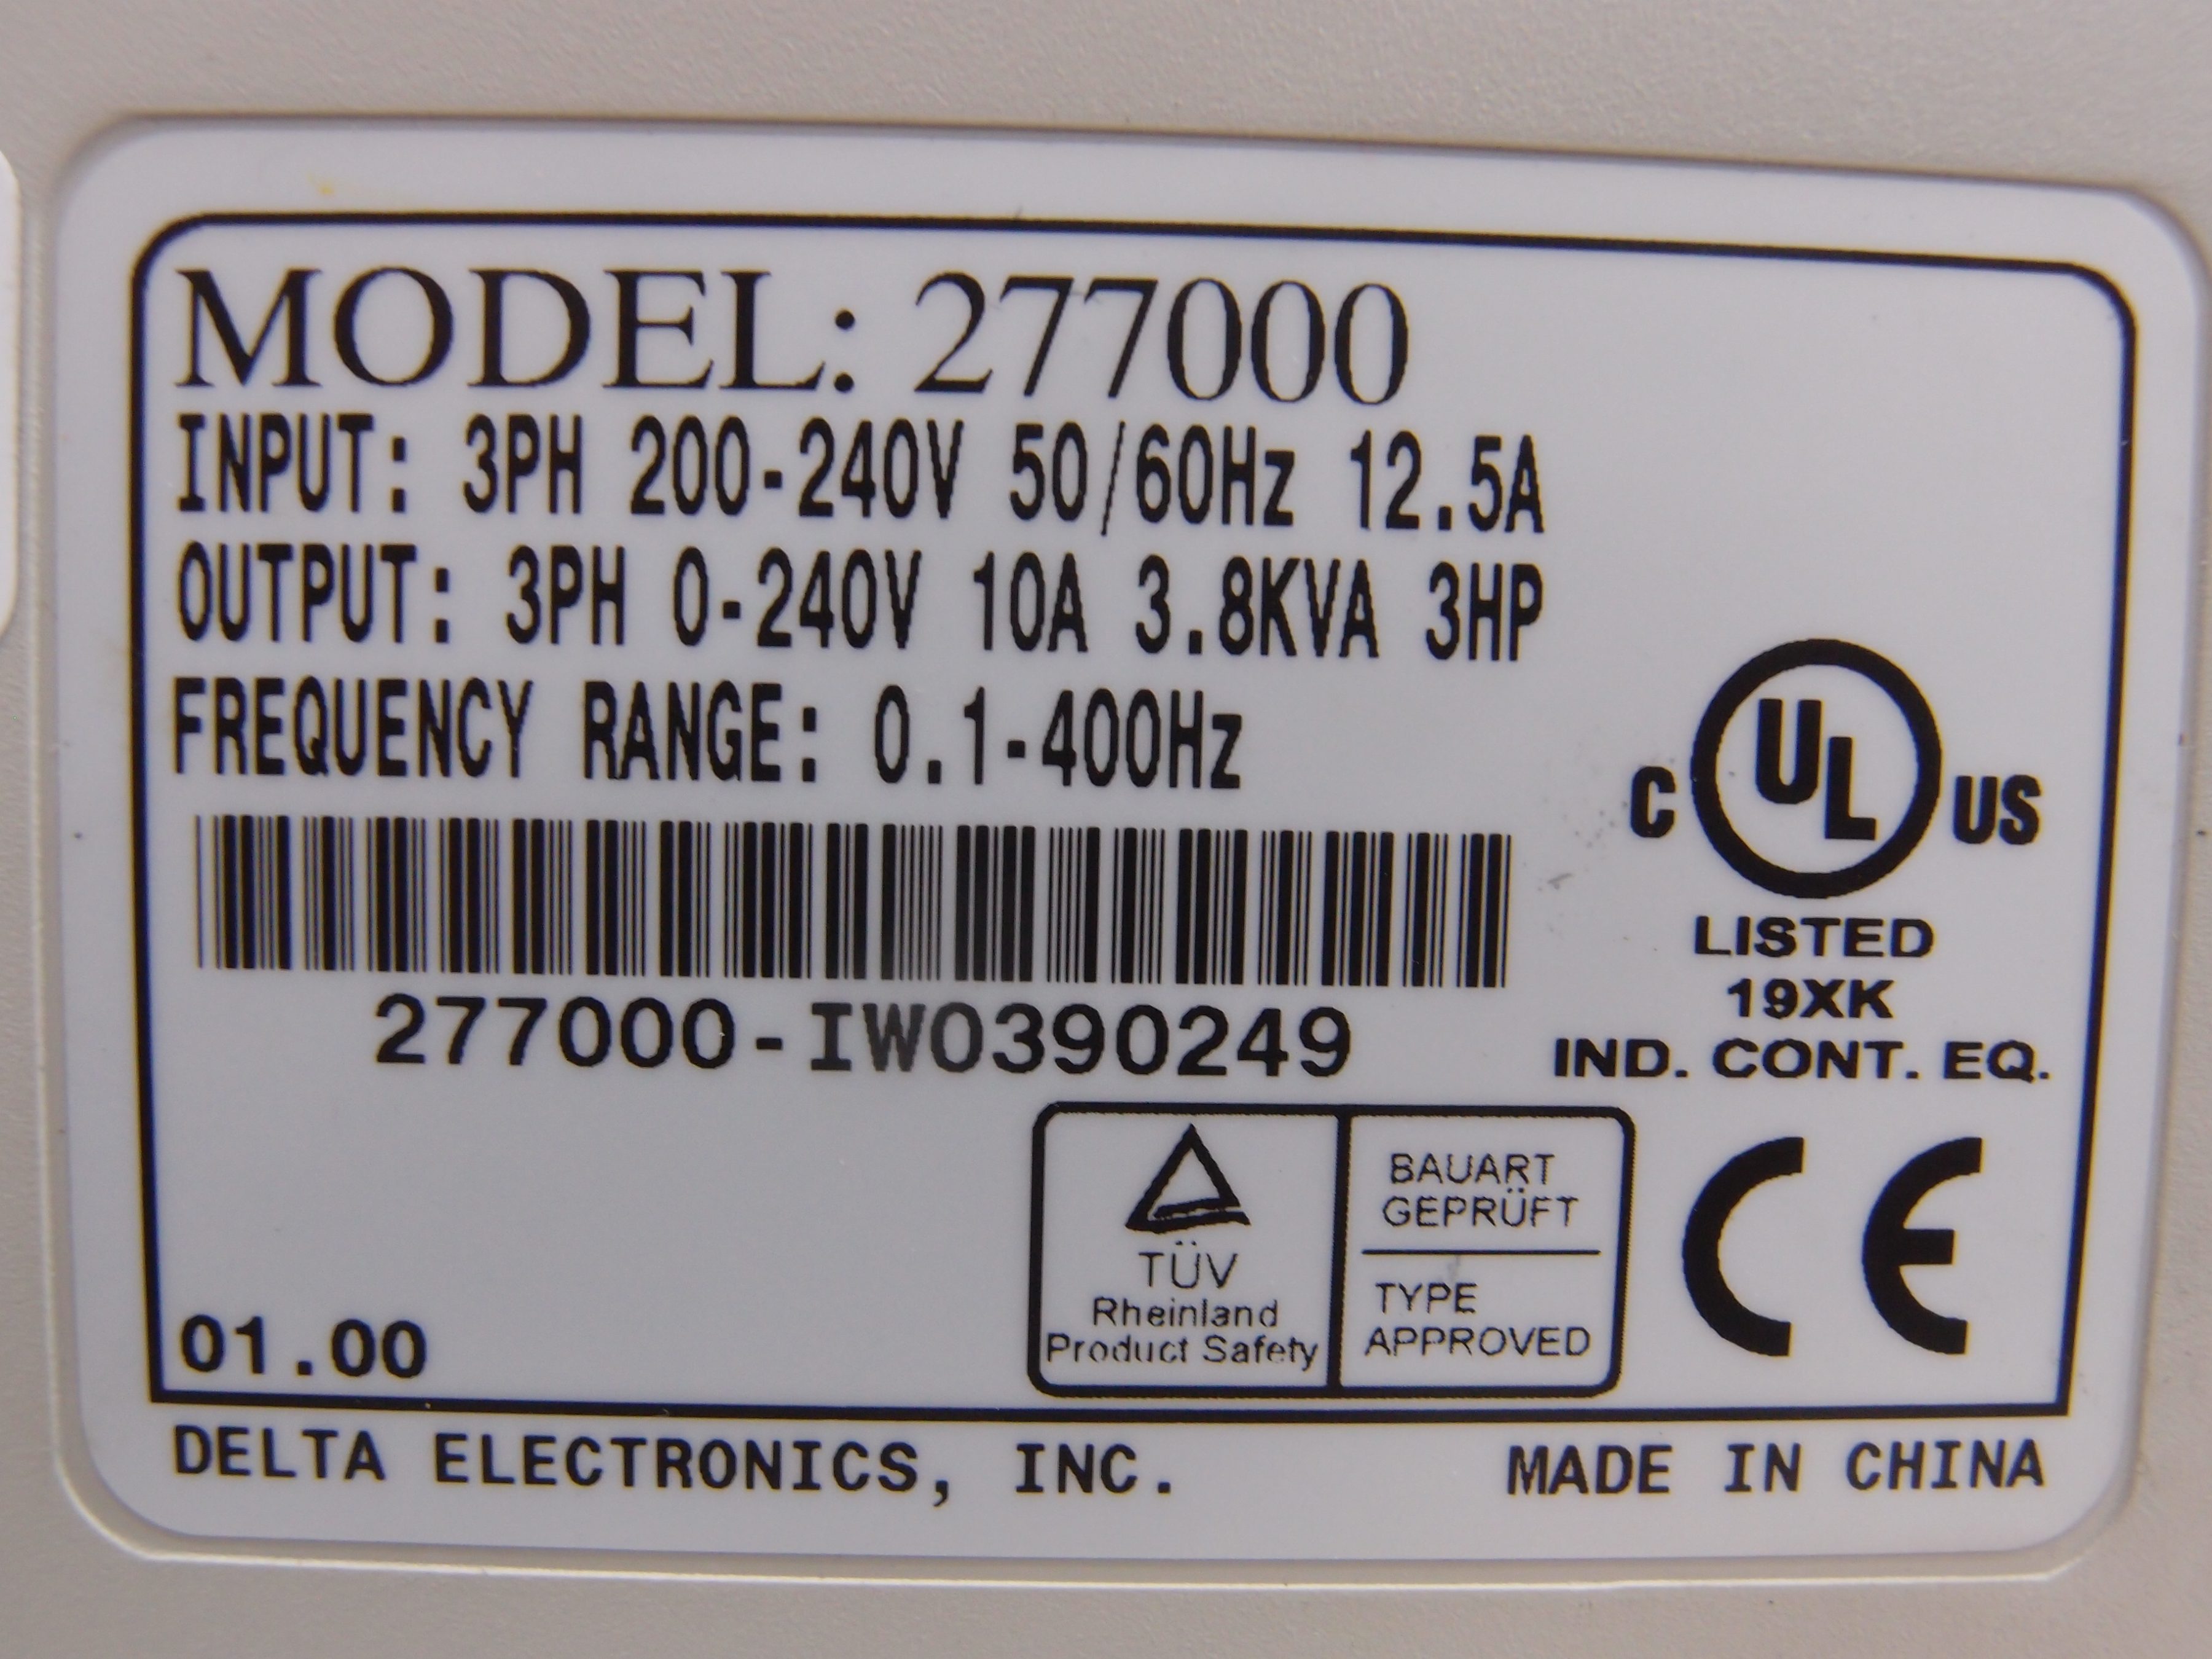 MODEL: 277000
INPUT: 3PH 200-240V 50/60Hz 12.5A
OUTPUT: 3PH 0-240V 10A 3.8KVA 3HP
FREQUENCY RANGE: 0.1-400Hz
C UL US
LISTED
19XK
IND. CONT. EQ.
277000-IW0390249
TÜV
Rheinland
Product Safety
BAUART
GEPRÜFT
TYPE
APPROVED
CE
01.00
DELTA ELECTRONICS, INC. MADE IN CHINA